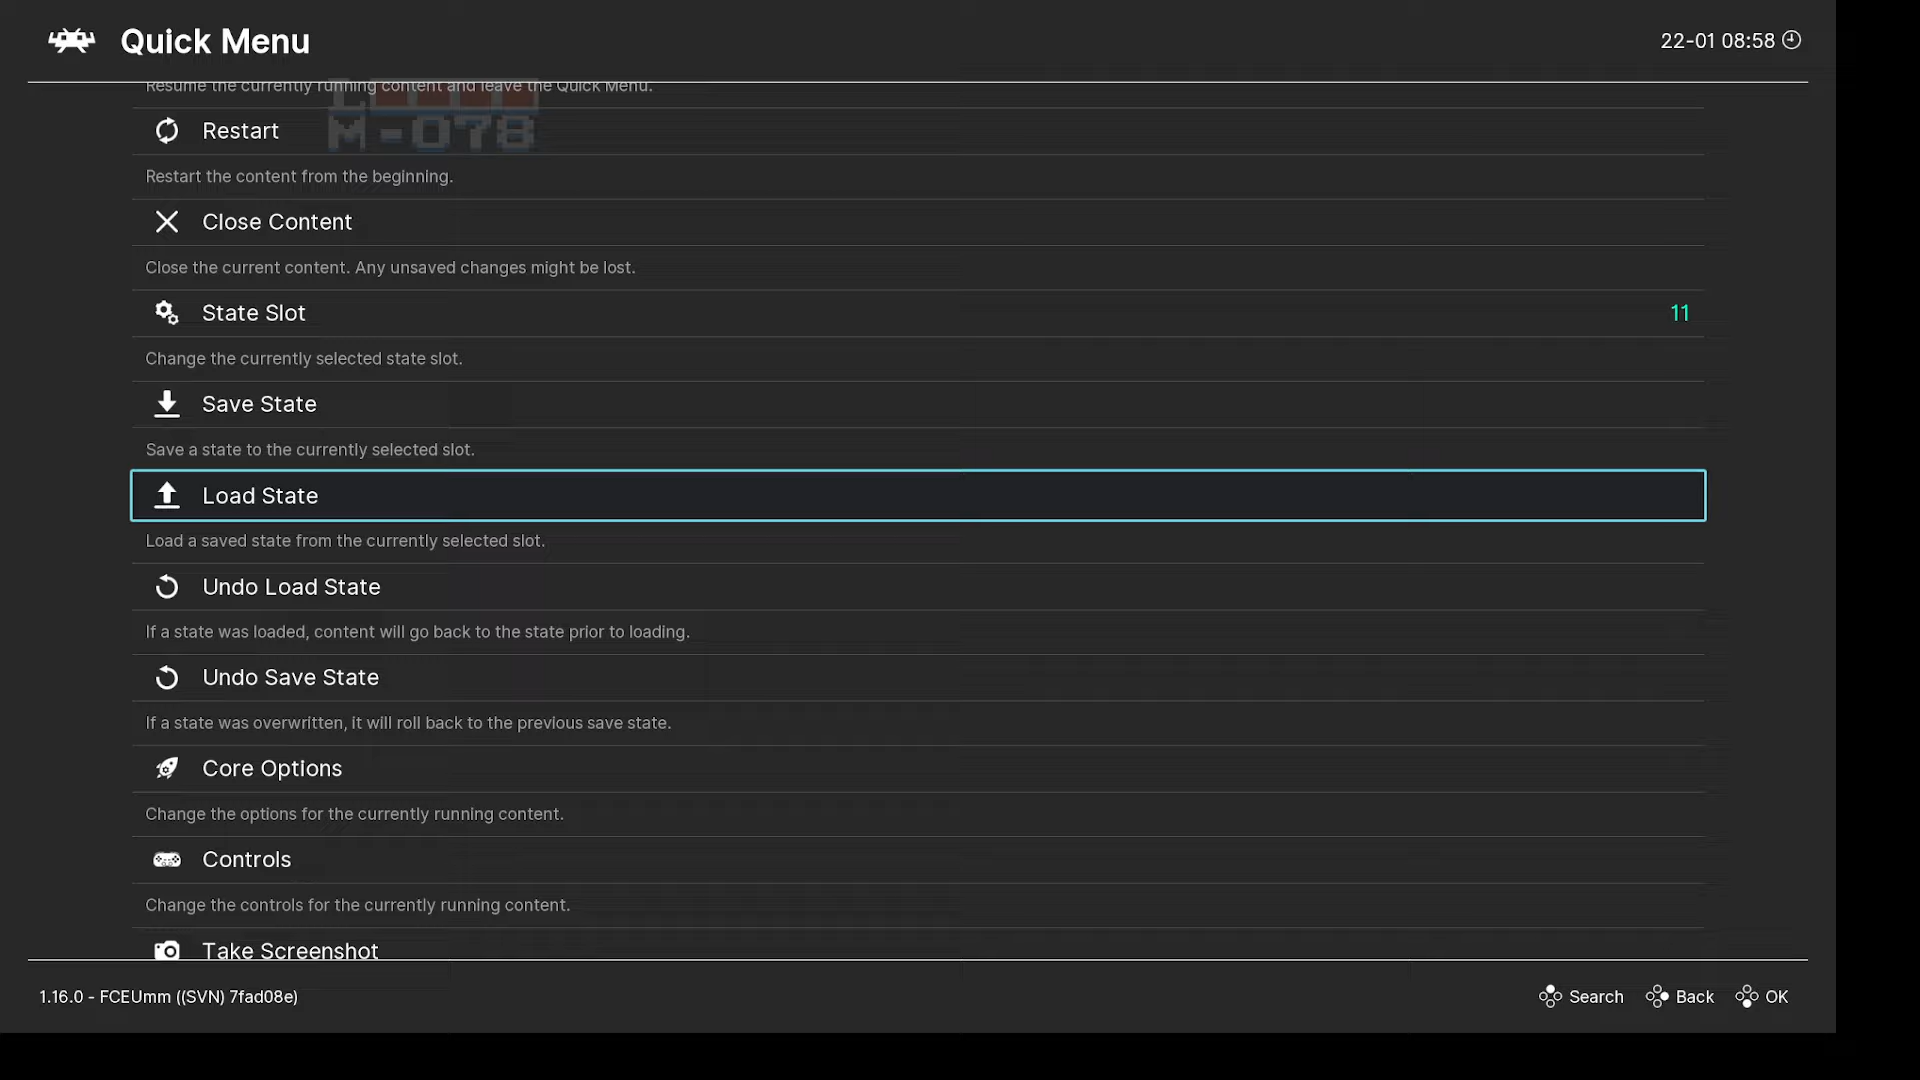 Quick Menu
22-01 08:58
Resume the currently running content and leave the Quick Menu.
Restart
M-078
Restart the content from the beginning.
Close Content
Close the current content. Any unsaved changes might be lost.
State Slot
11
Change the currently selected state slot.
Save State
Save a state to the currently selected slot.
Load State
Load a saved state from the currently selected slot.
Undo Load State
If a state was loaded, content will go back to the state prior to loading.
Undo Save State
If a state was overwritten, it will roll back to the previous save state.
Core Options
Change the options for the currently running content.
Controls
Change the controls for the currently running content.
Take Screenshot
1.16.0 - FCEUmm ((SVN) 7fad08e)
Search
Back
OK